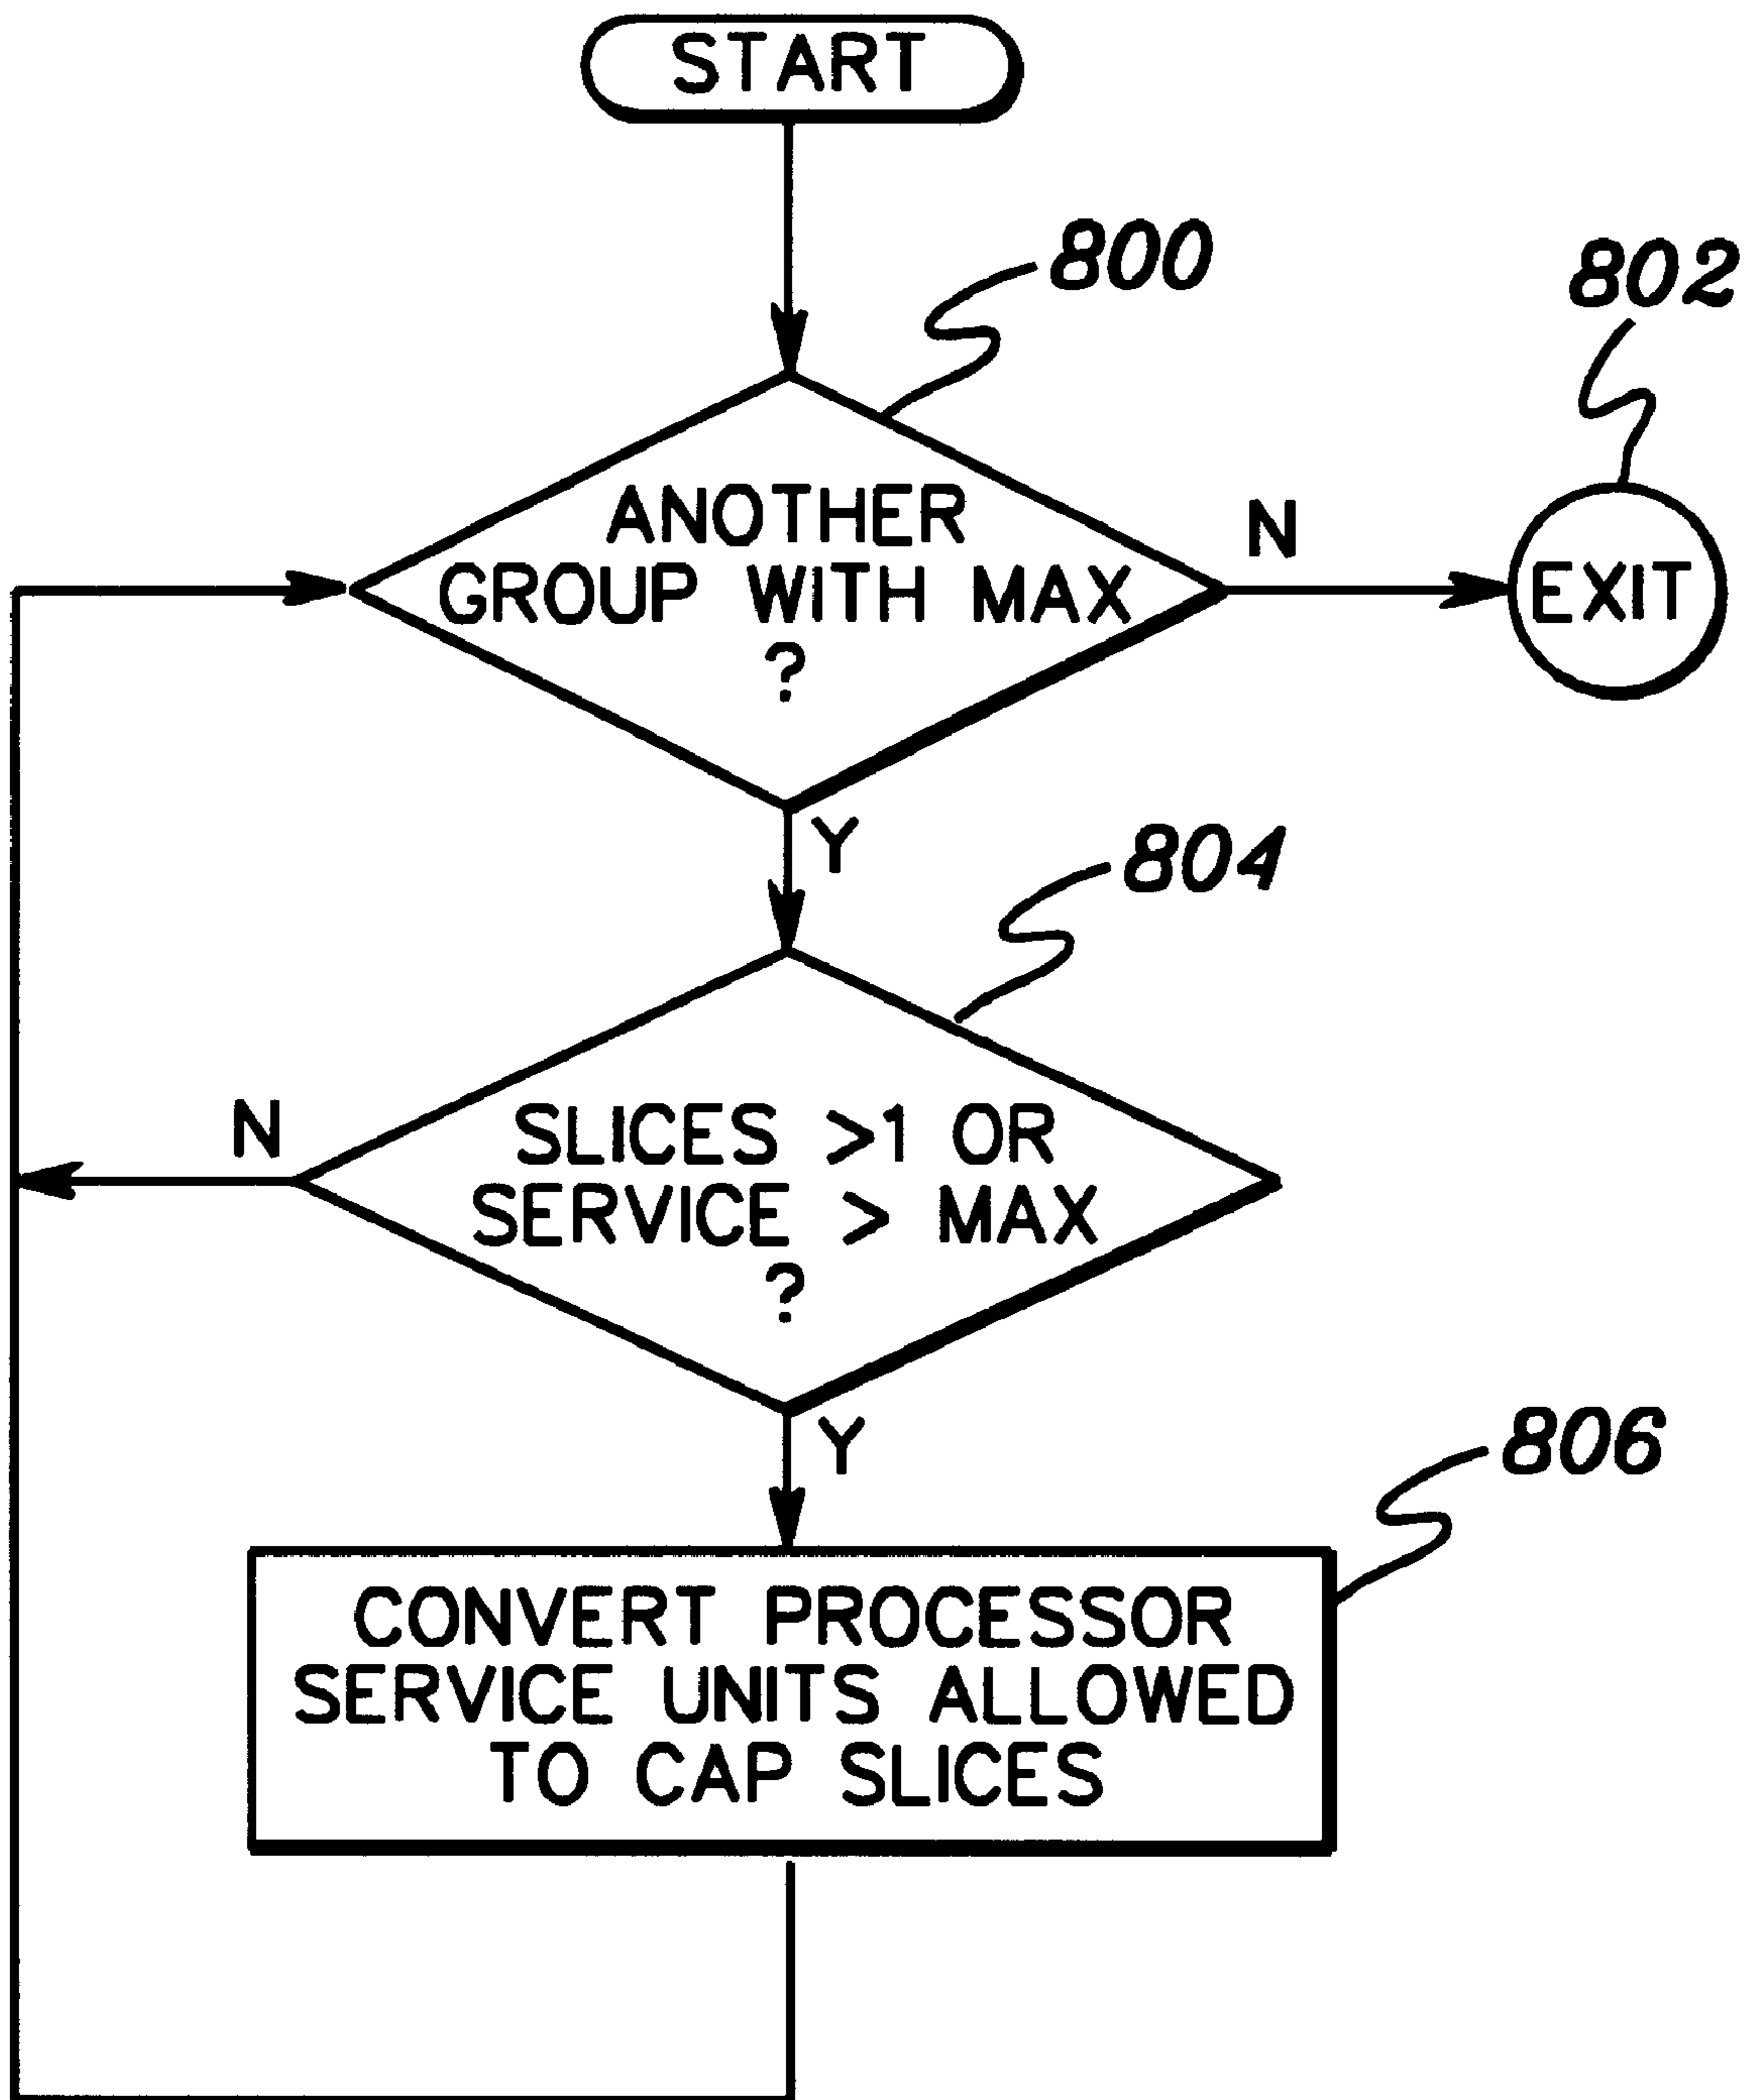 START
800
802
ANOTHER
GROUP WITH MAX
?
N
EXIT
Y
804
SLICES >1 OR
SERVICE > MAX
?
N
Y
806
CONVERT PROCESSOR
SERVICE UNITS ALLOWED
TO CAP SLICES